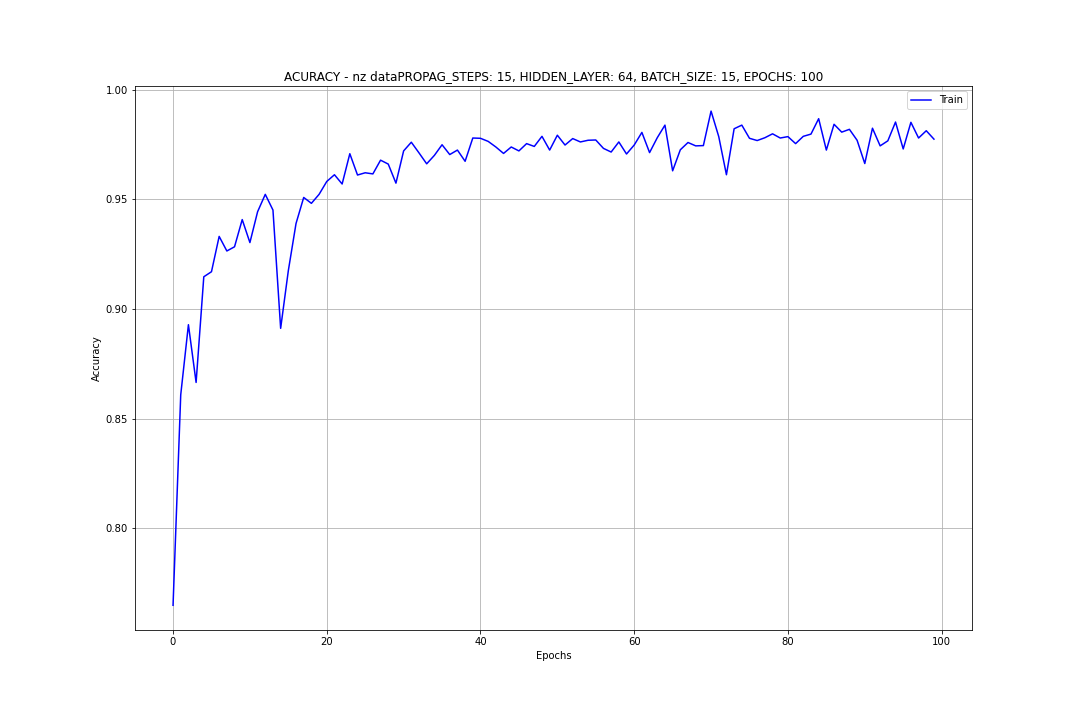 ACURACY - nz dataPROPAG_STEPS: 15, HIDDEN_LAYER: 64, BATCH_SIZE: 15, EPOCHS: 100
Train
1.00
0.95
0.90
0.85
0.80
Accuracy
0 20 40 60 80 100
Epochs